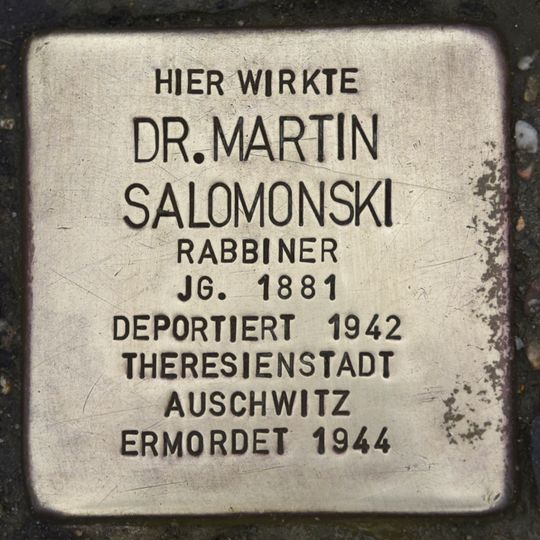 HIER WIRKTE
DR. MARTIN
SALOMONSKI
RABBINER
JG. 1881
DEPORTIERT 1942
THERESIENSTADT
AUSCHWITZ
ERMORDET 1944